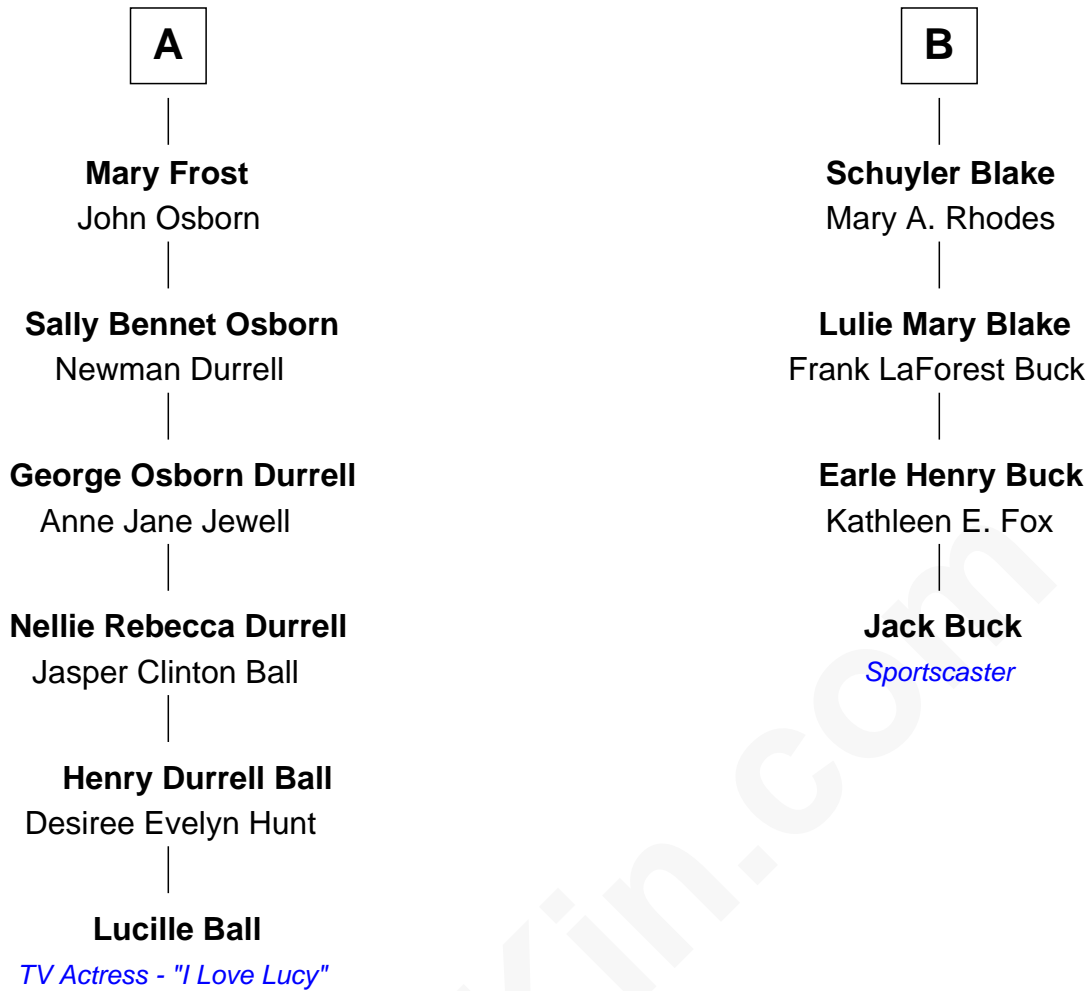 A
Mary Frost
John Osborn
Sally Bennet Osborn
Newman Durrell
George Osborn Durrell
Anne Jane Jewell
Nellie Rebecca Durrell
Jasper Clinton Ball
Henry Durrell Ball
Desiree Evelyn Hunt
Lucille Ball
TV Actress - "I Love Lucy"
B
Schuyler Blake
Mary A. Rhodes
Lulie Mary Blake
Frank LaForest Buck
Earle Henry Buck
Kathleen E. Fox
Jack Buck
Sportscaster
in.com